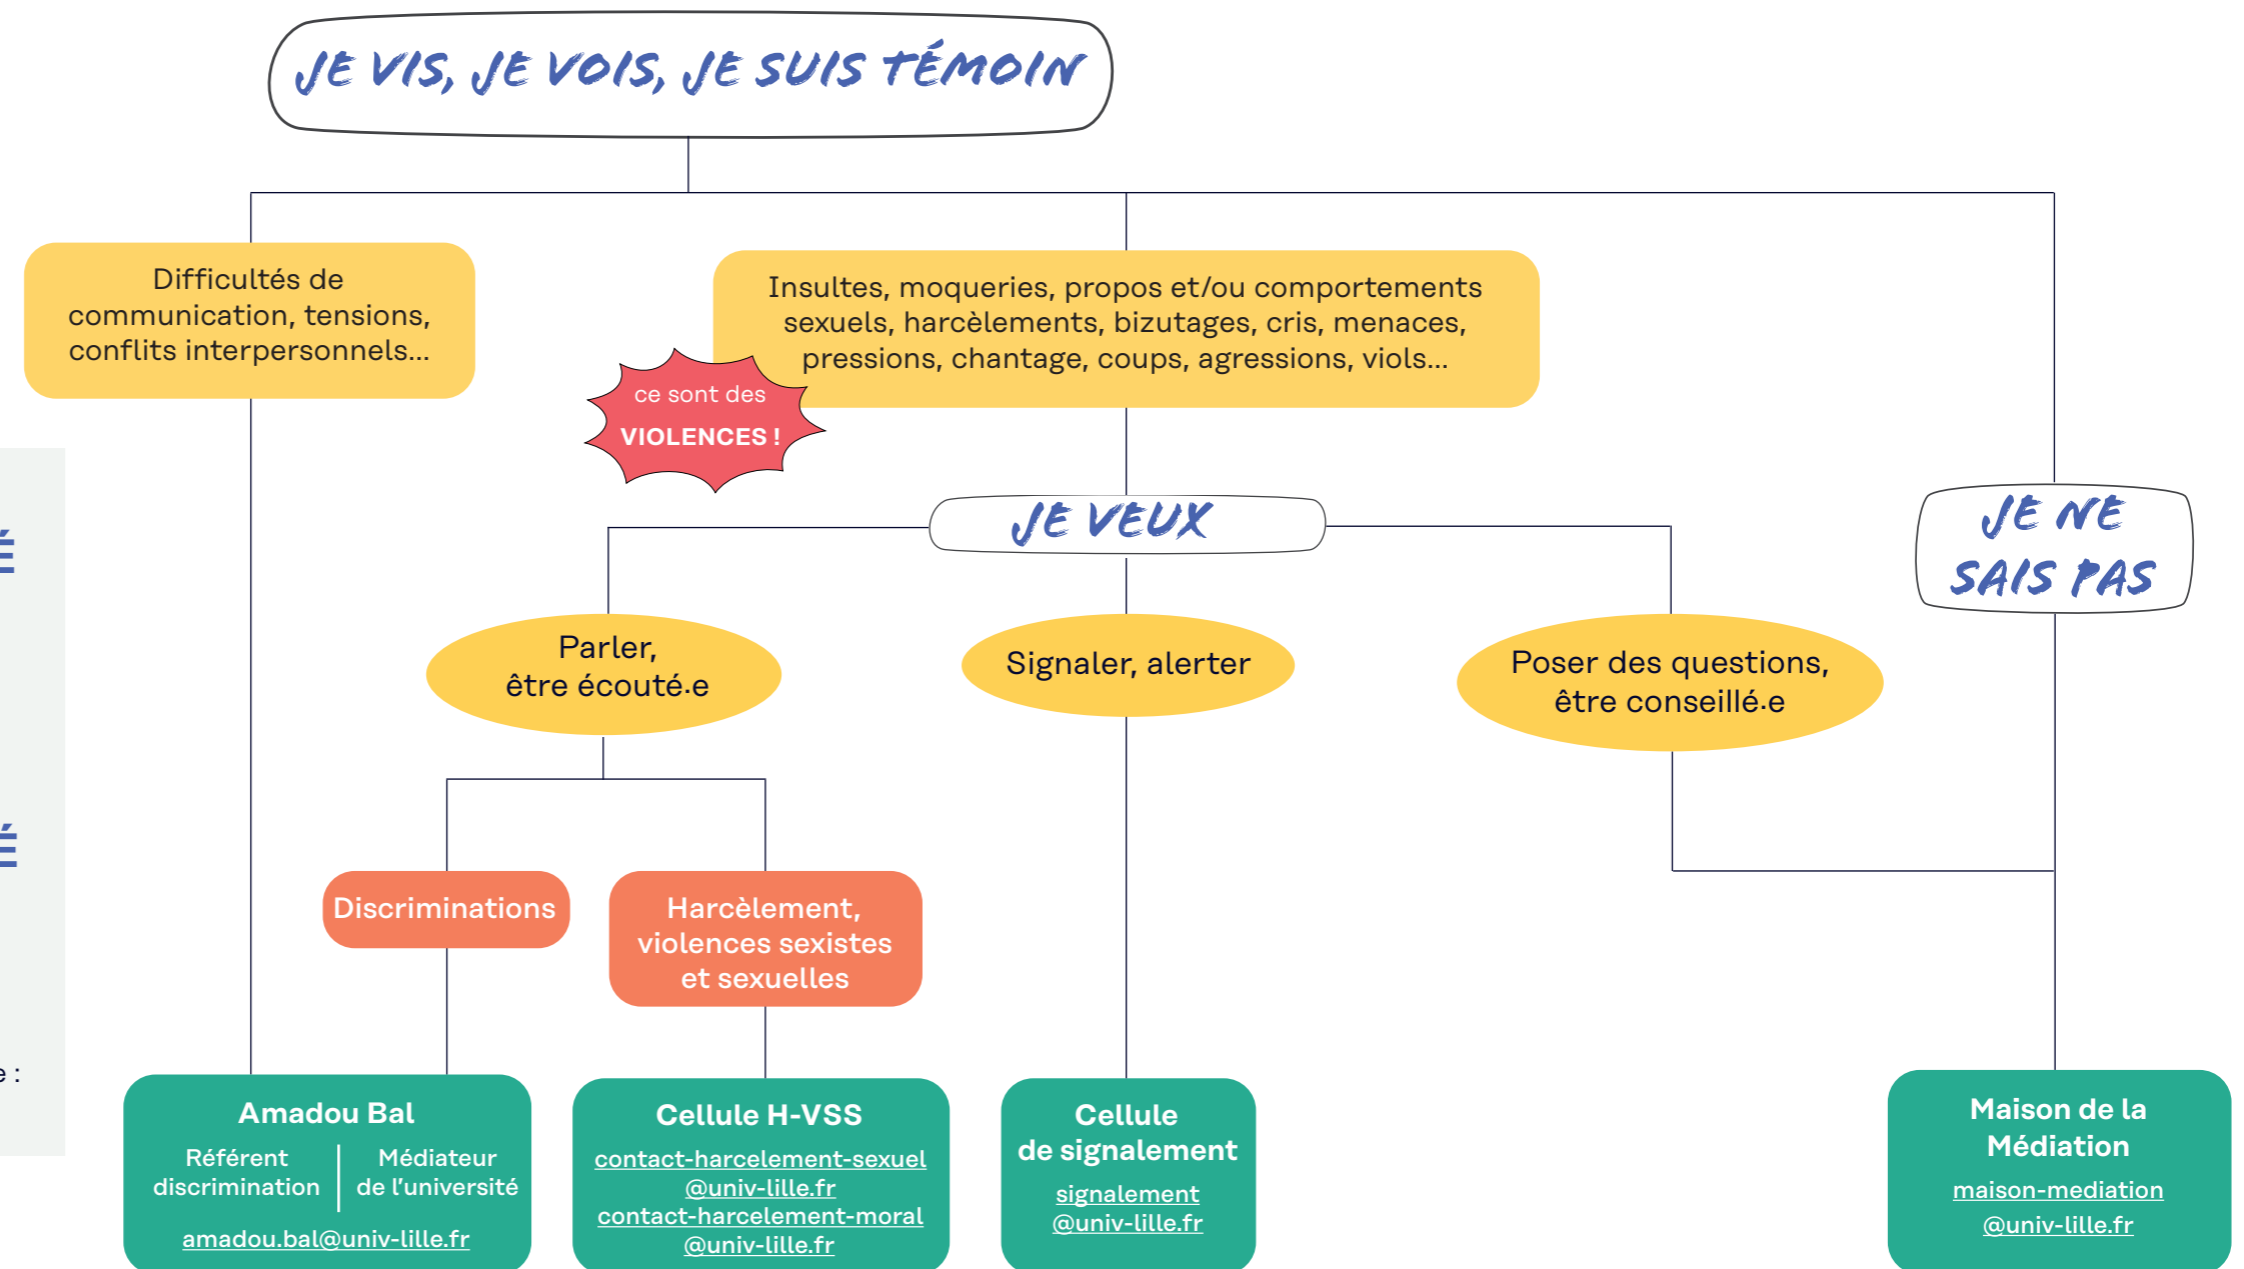 JE VIS, JE VOIS, JE SUIS TÉMOIN
Difficultés de
communication, tensions,
conflits interpersonnels...
Insultes, moqueries, propos et/ou comportements
sexuels, harcèlements, bizutages, cris, menaces,
pressions, chantage, coups, agressions, viols...
ce sont des
VIOLENCES !
JE VEUX
JE NE
SAIS PAS
É
Parler,
être écouté·e
Signaler, alerter
Poser des questions,
être conseillé·e
É
Discriminations
Harcèlement,
violences sexistes
et sexuelles
e :
Amadou Bal
Référent
discrimination
Médiateur
de l'université
amadou.bal@univ-lille.fr
Cellule H-VSS
contact-harcelement-sexuel
@univ-lille.fr
contact-harcelement-moral
@univ-lille.fr
Cellule
de signalement
signalement
@univ-lille.fr
Maison de la
Médiation
maison-mediation
@univ-lille.fr